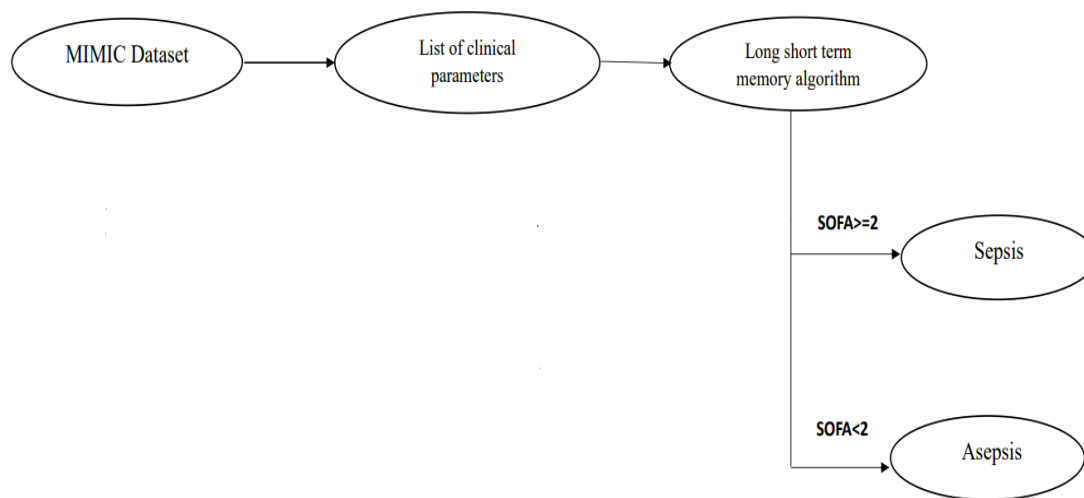 MIMIC Dataset
List of clinical
parameters
Long short term
memory algorithm
SOFA>=2
Sepsis
SOFA<2
Asepsis